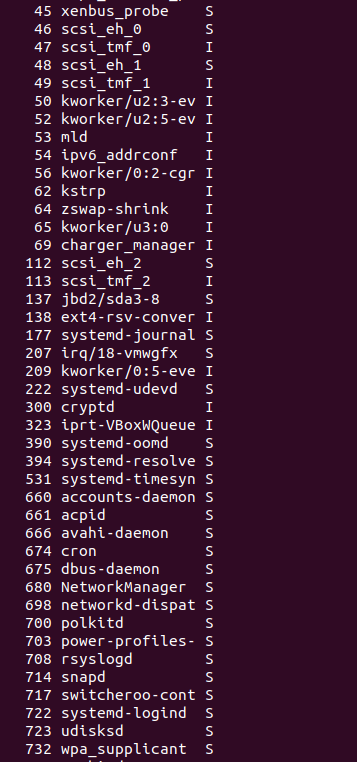 45 xenbus_probe S
46 scsi_eh_0 S
47 scsi_tmf_0 I
48 scsi_eh_1 S
49 scsi_tmf_1 I
50 kworker/u2:3-ev I
52 kworker/u2:5-ev I
53 mld I
54 ipv6_addrconf I
56 kworker/0:2-cgr I
62 kstrp I
64 zswap-shrink I
65 kworker/u3:0 I
69 charger_manager I
112 scsi_eh_2 S
113 scsi_tmf_2 I
137 jbd2/sda3-8 S
138 ext4-rsv-conver I
177 systemd-journal S
207 irq/18-vmwgfx S
209 kworker/0:5-eve I
222 systemd-udevd S
300 cryptd I
323 iprt-VBoxWQueue I
390 systemd-oomd S
394 systemd-resolve S
531 systemd-timesyn S
660 accounts-daemon S
661 acpid S
666 avahi-daemon S
674 cron S
675 dbus-daemon S
680 NetworkManager S
698 networkd-dispat S
700 polkitd S
703 power-profiles- S
708 rsyslogd S
714 snapd S
717 switcheroo-cont S
722 systemd-logind S
723 udisksd S
732 wpa_supplicant S